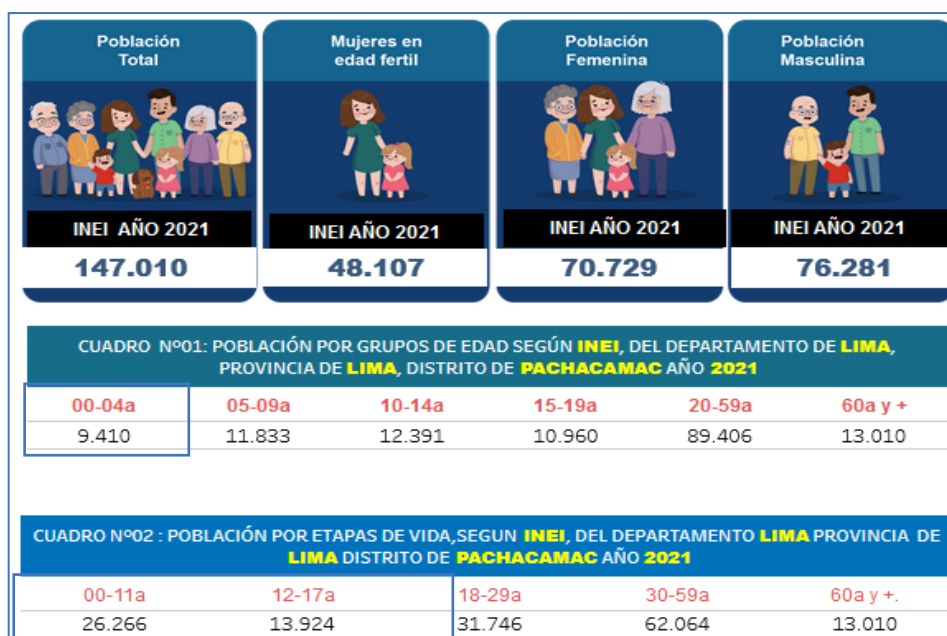 Población Total
Mujeres en edad fertil
Población Femenina
Población Masculina
INEI AÑO 2021
INEI AÑO 2021
INEI AÑO 2021
INEI AÑO 2021
147.010
48.107
70.729
76.281
CUADRO Nº01: POBLACIÓN POR GRUPOS DE EDAD SEGÚN INEI, DEL DEPARTAMENTO DE LIMA,
PROVINCIA DE LIMA, DISTRITO DE PACHACAMAC AÑO 2021
00-04a 05-09a 10-14a 15-19a 20-59a 60a y +
9.410 11.833 12.391 10.960 89.406 13.010
CUADRO Nº02 : POBLACIÓN POR ETAPAS DE VIDA,SEGUN INEI, DEL DEPARTAMENTO LIMA PROVINCIA DE
LIMA DISTRITO DE PACHACAMAC AÑO 2021
00-11a 12-17a 18-29a 30-59a 60a y +.
26.266 13.924 31.746 62.064 13.010